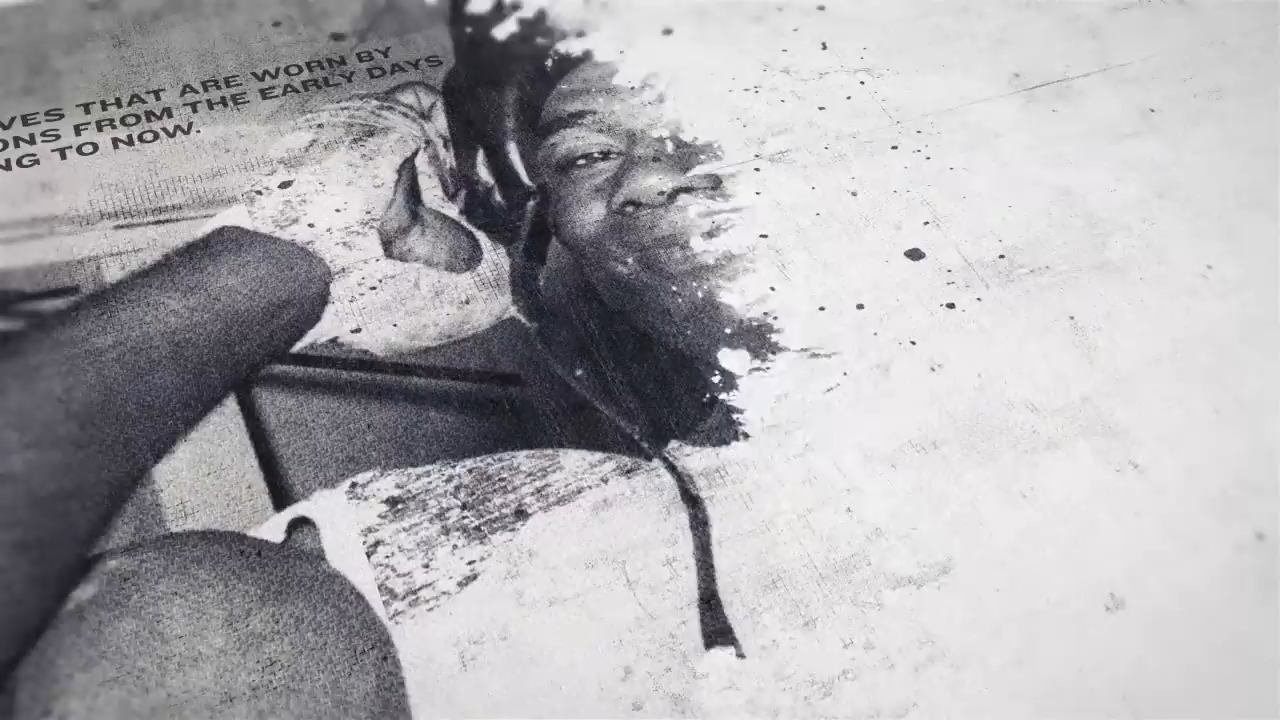 VES THAT ARE WORN BY
ONS FROM THE EARLY DAYS
NG TO NOW.